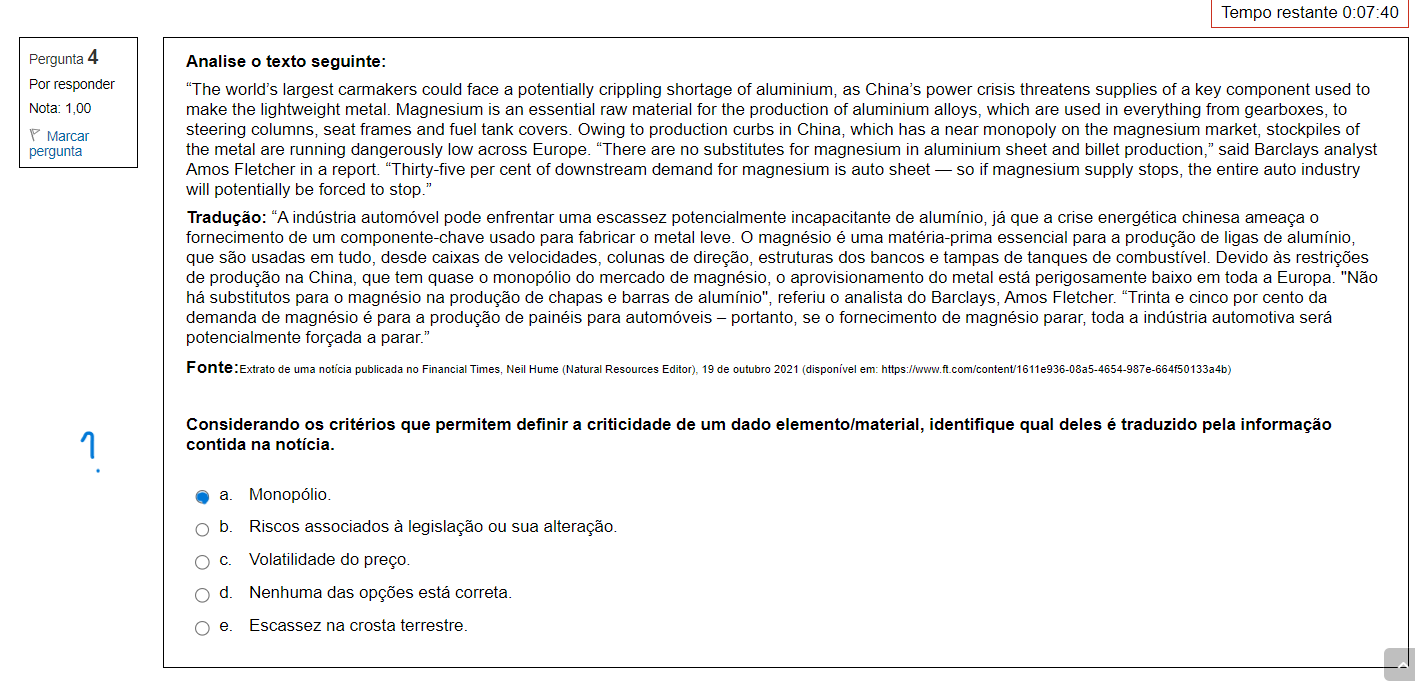 Tempo restante 0:07:40
Pergunta 4
Por responder
Nota: 1,00
Marcar
pergunta
Analise o texto seguinte:
“The world’s largest carmakers could face a potentially crippling shortage of aluminium, as China’s power crisis threatens supplies of a key component used to
make the lightweight metal. Magnesium is an essential raw material for the production of aluminium alloys, which are used in everything from gearboxes, to
steering columns, seat frames and fuel tank covers. Owing to production curbs in China, which has a near monopoly on the magnesium market, stockpiles of
the metal are running dangerously low across Europe. “There are no substitutes for magnesium in aluminium sheet and billet production,” said Barclays analyst
Amos Fletcher in a report. “Thirty-five per cent of downstream demand for magnesium is auto sheet — so if magnesium supply stops, the entire auto industry
will potentially be forced to stop.”
Tradução: “A indústria automóvel pode enfrentar uma escassez potencialmente incapacitante de alumínio, já que a crise energética chinesa ameaça o
fornecimento de um componente-chave usado para fabricar o metal leve. O magnésio é uma matéria-prima essencial para a produção de ligas de alumínio,
que são usadas em tudo, desde caixas de velocidades, colunas de direção, estruturas dos bancos e tampas de tanques de combustível. Devido às restrições
de produção na China, que tem quase o monopólio do mercado de magnésio, o aprovisionamento do metal está perigosamente baixo em toda a Europa. "Não
há substitutos para o magnésio na produção de chapas e barras de alumínio", referiu o analista do Barclays, Amos Fletcher. “Trinta e cinco por cento da
demanda de magnésio é para a produção de painéis para automóveis – portanto, se o fornecimento de magnésio parar, toda a indústria automotiva será
potencialmente forçada a parar.”
Fonte:Extrato de uma notícia publicada no Financial Times, Neil Hume (Natural Resources Editor), 19 de outubro 2021 (disponível em: https://www.ft.com/content/1611e936-08a5-4654-987e-664f50133a4b)
Considerando os critérios que permitem definir a criticidade de um dado elemento/material, identifique qual deles é traduzido pela informação
contida na notícia.
?
a. Monopólio.
b. Riscos associados à legislação ou sua alteração.
c. Volatilidade do preço.
d. Nenhuma das opções está correta.
e. Escassez na crosta terrestre.